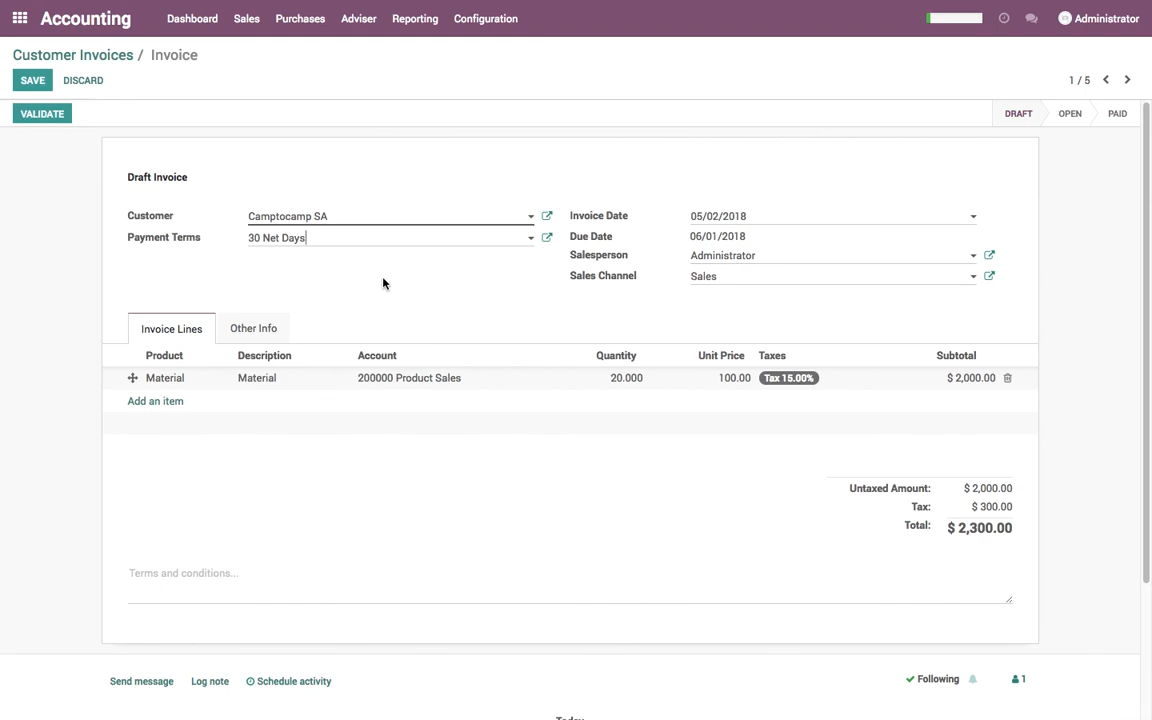 Accounting Dashboard Sales Purchases Adviser Reporting Configuration Administrator
Customer Invoices / Invoice
SAVE DISCARD 1 / 5
VALIDATE DRAFT OPEN PAID
Draft Invoice
Customer Camptocamp SA Invoice Date 05/02/2018
Payment Terms 30 Net Days Due Date 06/01/2018
Salesperson Administrator
Sales Channel Sales
Invoice Lines Other Info
Product Description Account Quantity Unit Price Taxes Subtotal
Material Material 200000 Product Sales 20.000 100.00 Tax 15.00% $ 2,000.00
Add an item
Untaxed Amount: $ 2,000.00
Tax: $ 300.00
Total: $ 2,300.00
Terms and conditions...
Send message Log note Schedule activity Following 1
Today